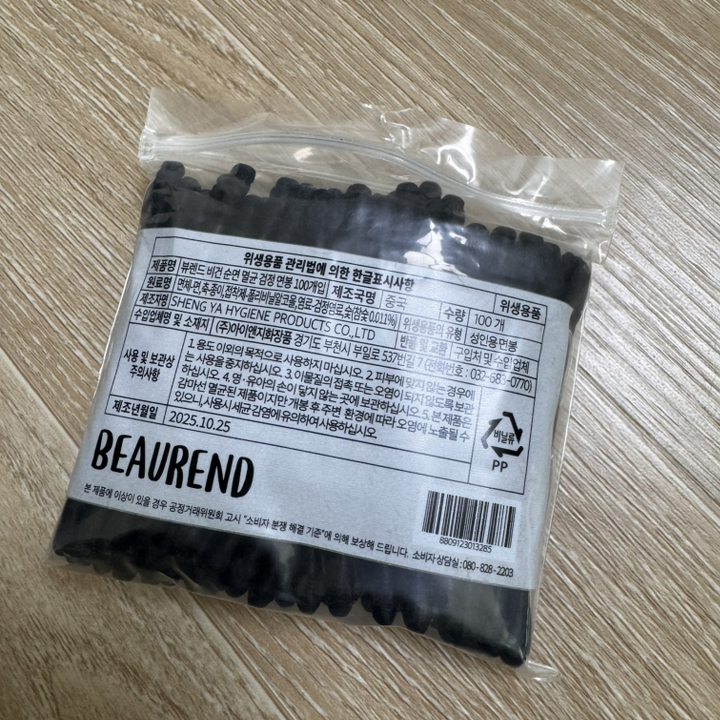 위생용품 관리법에 의한 한글표시사항
제품명 뷰렌드 비건 순면 멸균 검정 면봉 100개입 제조국명 중국 위생용품
원료명 면체-면, 축-종이, 접착제-폴리비닐알코올, 염료-검정염료, 숯(참숯 0.011%) 수량 100 개
제조자명 SHENG YA HYGIENE PRODUCTS CO.,LTD 위생용품의 유형 성인용 면봉
수입업체명 및 소재지 (주)아이앤지화장품 경기도 부천시 부일로 537번길 7 (전화번호 : 032-683-0770) 반품 및 교환 구입처 및 수입 업체
사용 및 보관상 주의사항
1. 용도 이외의 목적으로 사용하지 마십시오. 2. 피부에 맞지 않는 경우에
는 사용을 중지하십시오. 3. 이물질의 접촉 또는 오염이 되지 않도록 보관
하십시오. 4. 영·유아의 손이 닿지 않는 곳에 보관하십시오. 5. 본 제품은
감마선 멸균된 제품이지만 개봉 후 주변 환경에 따라 오염에 노출될 수
있으니, 사용시 세균 감염에 유의하여 사용하십시오.
제조년월일 2025.10.25
비닐류
PP
BEAUREND
8809123013285
본 제품에 이상이 있을 경우 공정거래위원회 고시 "소비자 분쟁 해결 기준"에 의해 보상해 드립니다. 소비자 상담실 : 080-828-2203